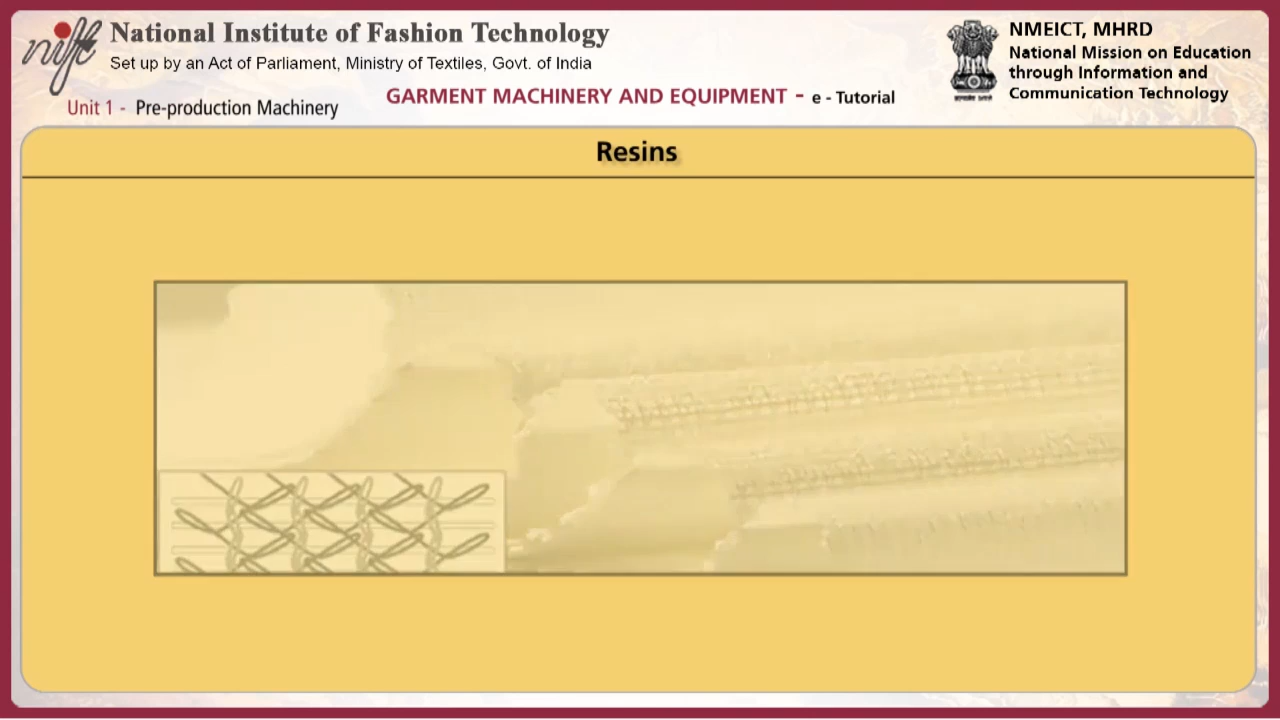 nift
National Institute of Fashion Technology
Set up by an Act of Parliament, Ministry of Textiles, Govt. of India
Unit 1 - Pre-production Machinery
GARMENT MACHINERY AND EQUIPMENT - e - Tutorial
NMEICT, MHRD
National Mission on Education
through Information and
Communication Technology
Resins